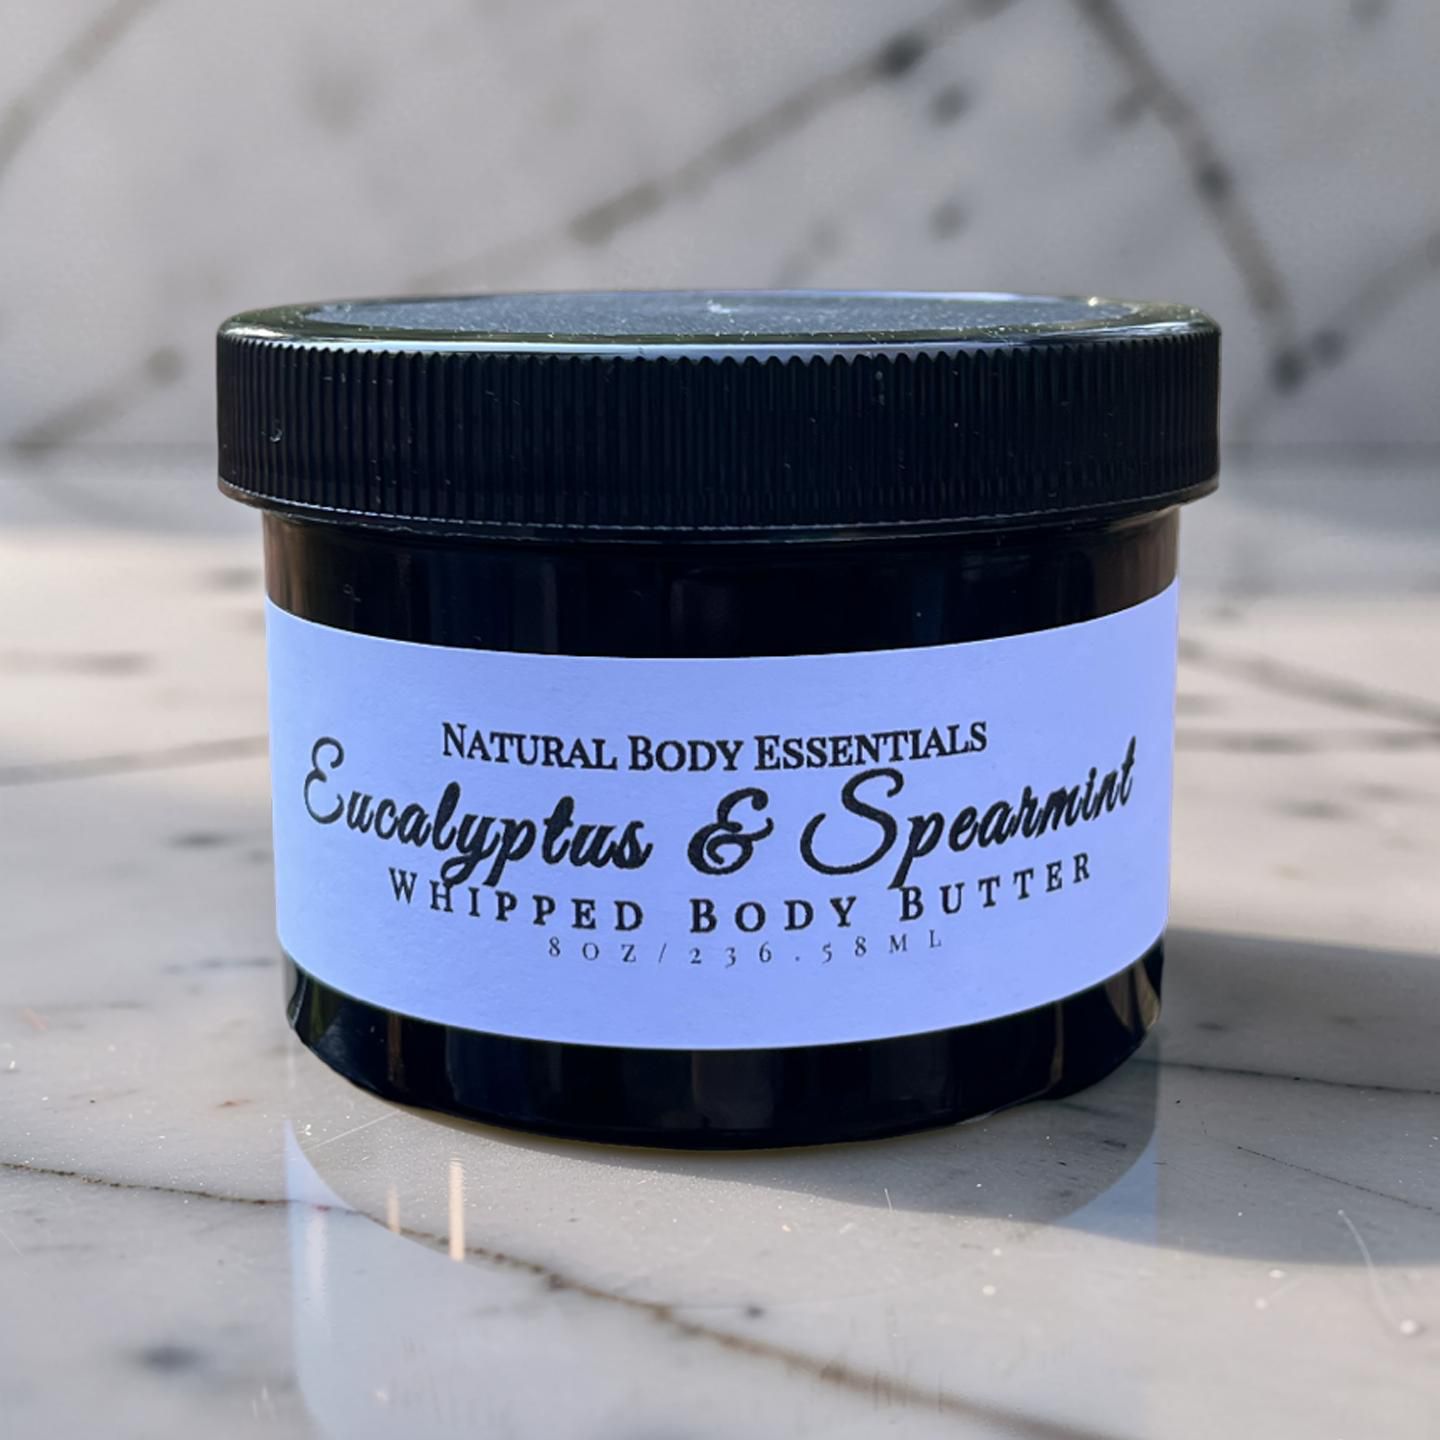 Natural Body Essentials
Eucalyptus & Spearmint
Whipped Body Butter
8oz/236.58ml